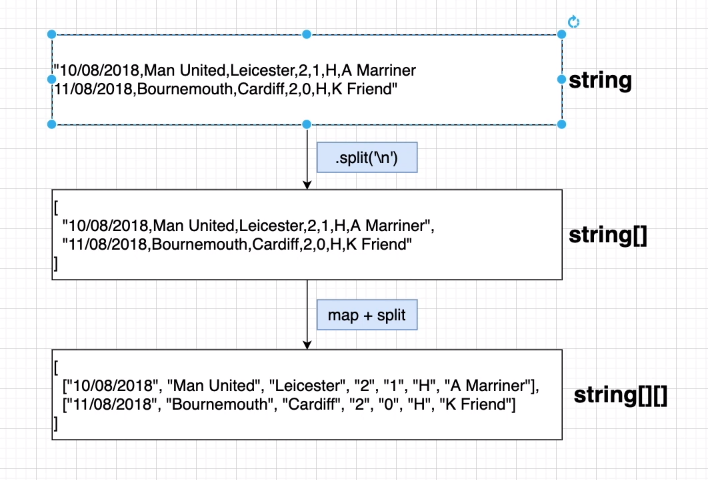 "10/08/2018,Man United,Leicester,2,1,H,A Marriner
11/08/2018,Bournemouth,Cardiff,2,0,H,K Friend"
string
.split('\n')
[
"10/08/2018,Man United,Leicester,2,1,H,A Marriner",
"11/08/2018,Bournemouth,Cardiff,2,0,H,K Friend"
]
string[]
map + split
[
["10/08/2018", "Man United", "Leicester", "2", "1", "H", "A Marriner"],
["11/08/2018", "Bournemouth", "Cardiff", "2", "0", "H", "K Friend"]
]
string[][]